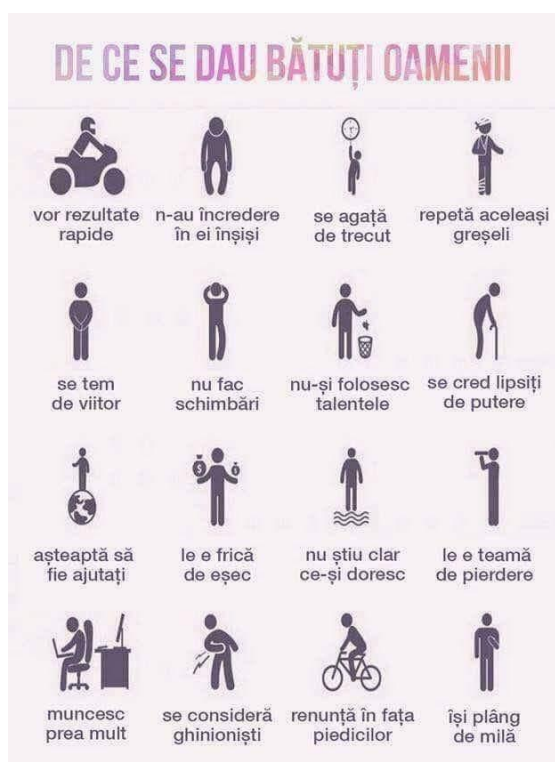 DE CE SE DAU BĂTUȚI OAMENII
vor rezultate
rapide
n-au încredere
în ei înșiși
se agață
de trecut
repetă aceleași
greșeli
se tem
de viitor
nu fac
schimbări
nu-și folosesc
talentele
se cred lipsiți
de putere
așteaptă să
fie ajutați
le e frică
de eșec
nu știu clar
ce-și doresc
le e teamă
de pierdere
muncesc
prea mult
se consideră
ghinioniști
renunță în fața
piedicilor
își plâng
de milă